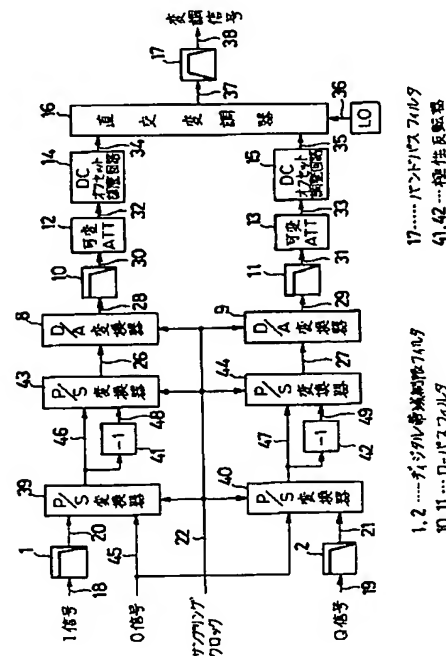 I信号
18
1
20
45
0信号
39
P/S変換器
46
41
-1
48
43
P/S変換器
26
8
D/A変換器
28
10
30
12
可変ATT
32
14
DCオフセット調整回路
34
16
直交変調器
37
17
38
変調信号
サンプリングクロック
22
Q信号
19
2
21
40
P/S変換器
47
42
-1
49
44
P/S変換器
27
9
D/A変換器
29
11
31
13
可変ATT
33
15
DCオフセット調整回路
35
36
LO
1,2……ディジタル帯域制限フィルタ
10,11……ローパスフィルタ
17……バンドパスフィルタ
41,42…極性反転器